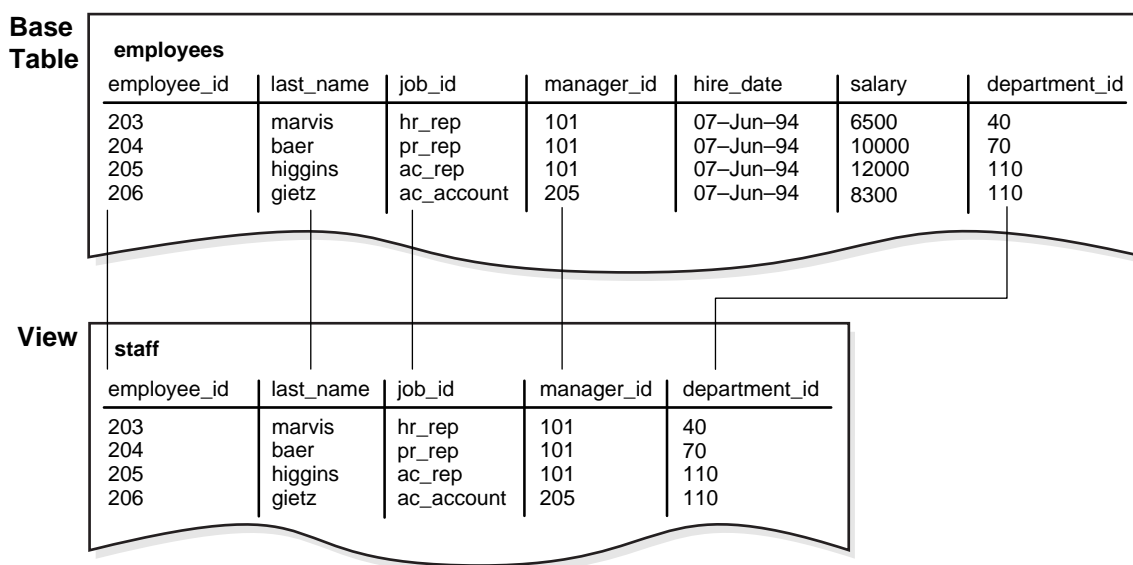 Base
Table
employees
employee_id last_name job_id manager_id hire_date salary department_id
203 marvis hr_rep 101 07–Jun–94 6500 40
204 baer pr_rep 101 07–Jun–94 10000 70
205 higgins ac_rep 101 07–Jun–94 12000 110
206 gietz ac_account 205 07–Jun–94 8300 110
View
staff
employee_id last_name job_id manager_id department_id
203 marvis hr_rep 101 40
204 baer pr_rep 101 70
205 higgins ac_rep 101 110
206 gietz ac_account 205 110